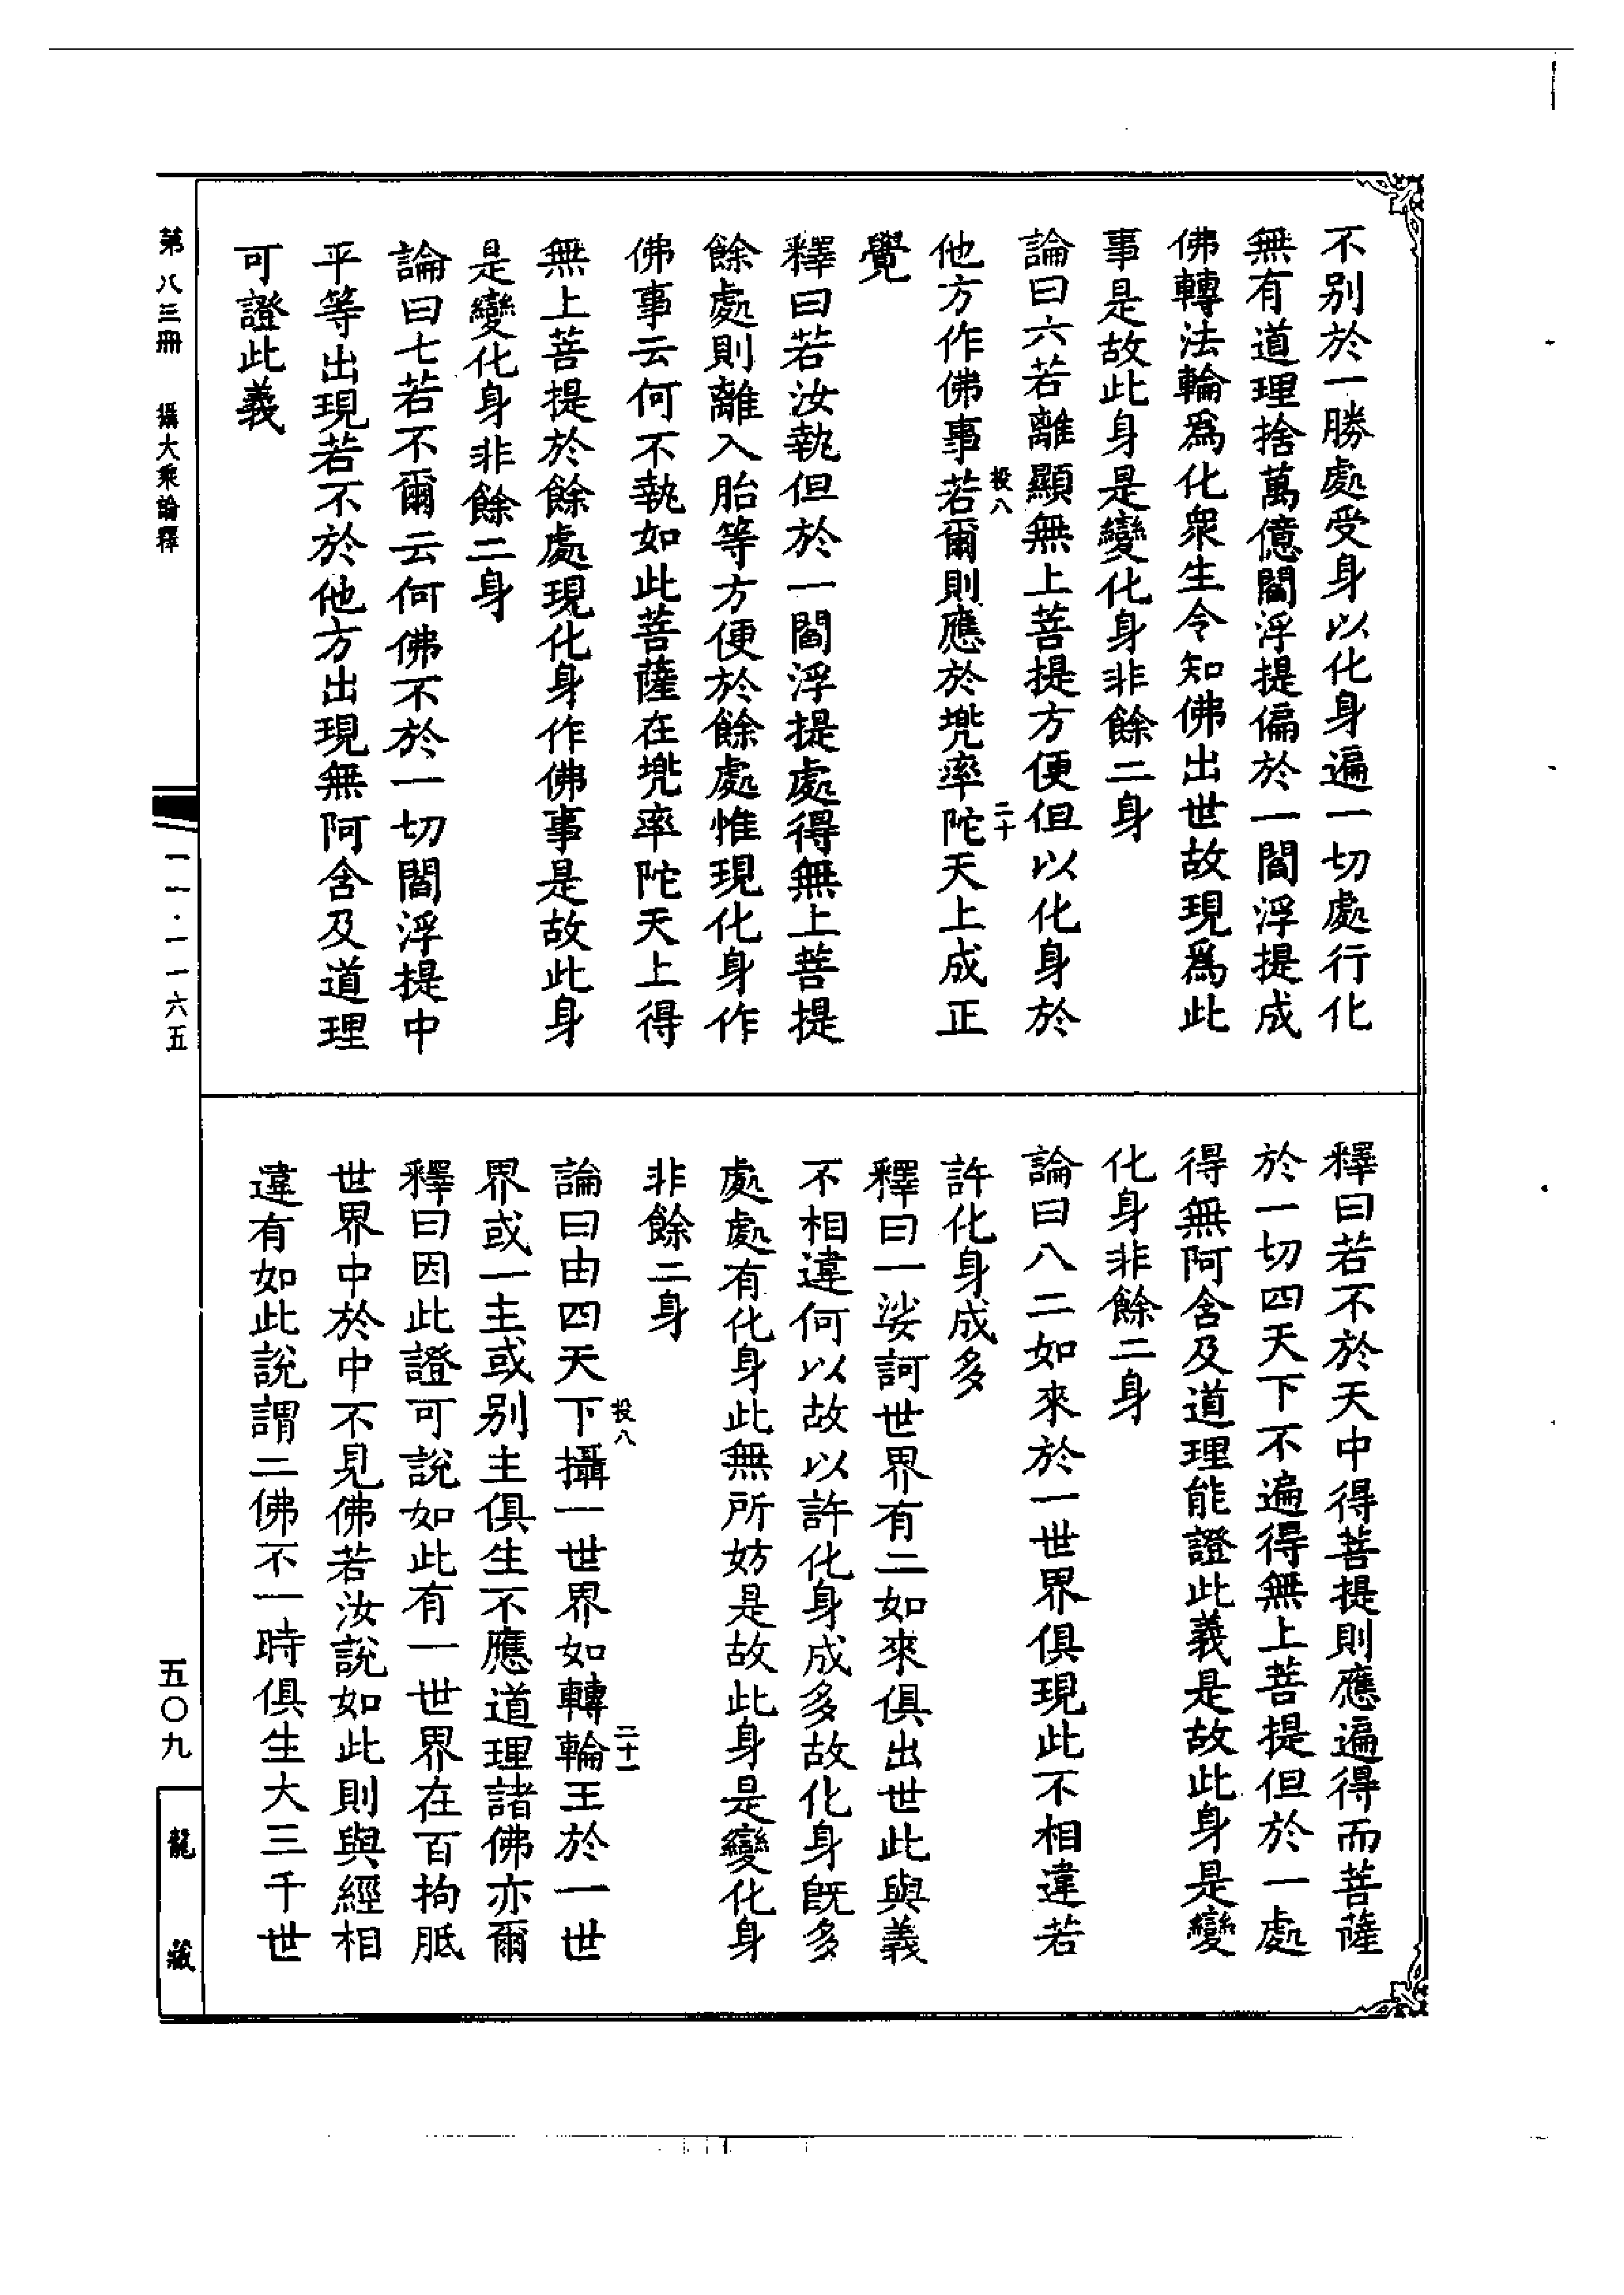 不別於一勝處受身以化身遍一切處行化
無有道理捨萬億閻浮提偏於一閻浮提成
佛轉法輪爲化衆生令知佛出世故現爲此
事是故此身是變化身非餘二身
論曰六若離顯無上菩提方便但以化身於
投八
二十
他方作佛事若爾則應於兠率陀天上成正
覺
釋曰若汝執但於一閻浮提處得無上菩提
餘處則離入胎等方便於餘處惟現化身作
佛事云何不執如此菩薩在兠率陀天上得
無上菩提於餘處現化身作佛事是故此身
是變化身非餘二身
論曰七若不爾云何佛不於一切閻浮提中
平等出現若不於他方出現無阿含及道理
可證此義
釋曰若不於天中得菩提則應遍得而菩薩
於一切四天下不遍得無上菩提但於一處
得無阿含及道理能證此義是故此身是變
化身非餘二身
論曰八二如來於一世界俱現此不相違若
許化身成多
釋曰一娑訶世界有二如來俱出世此與義
不相違何以故以許化身成多故化身旣多
處處有化身此無所妨是故此身是變化身
非餘二身
投八
二十一
論曰由四天下攝一世界如轉輪王於一世
界或一主或別主俱生不應道理諸佛亦爾
釋曰因此證可說如此有一世界在百拘胝
世界中於中不見佛若汝說如此則與經相
違有如此說謂二佛不一時俱生大三千世
第八三冊 攝大乘論釋
一一·一一六五
五〇九
龍藏